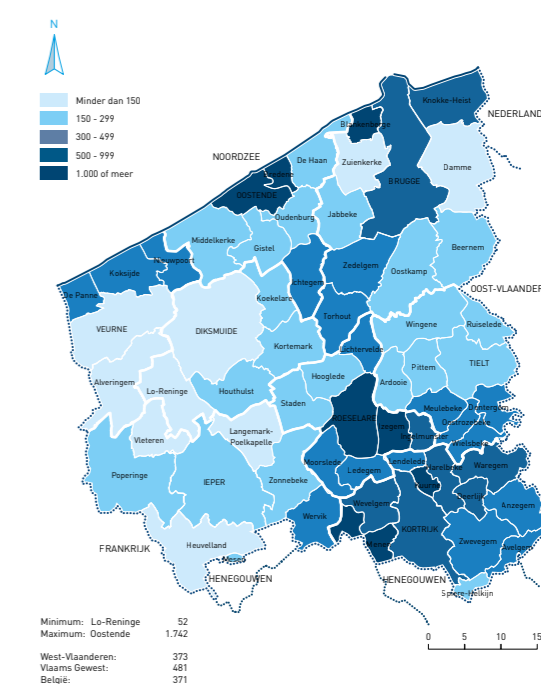 N
Minder dan 150
150 - 299
300 - 499
500 - 999
1.000 of meer
NOORDZEE
NEDERLAND
Knokke-Heist
Blankenberge
Zuienkerke
De Haan
Damme
BRUGGE
Bredene
OOSTENDE
Oudenburg
Jabbeke
Middelkerke
Gistel
Beernem
Nieuwpoort
Koksijde
Zedelgem
Oostkamp
Ichtegem
OOST-VLAANDER
De Panne
Koekelare
Torhout
VEURNE
DIKSMUIDE
Wingene
Ruiselede
Kortemark
Lichtervelde
TIELT
Pittem
Hooglede
Ardooie
Alveringem
Lo-Reninge
Houthulst
Staden
Meulebeke
Dentergem
ROESELARE
Izegem
Oostrozebeke
Ingelmunster
Langemark-
Poelkapelle
Vleteren
Wielsbeke
Moorslede
Ledegem
Lendelede
Harelbeke
Waregem
Poperinge
IEPER
Zonnebeke
Kuurne
Deerlijk
Wevelgem
Anzegem
Wervik
KORTRIJK
Menen
Zwevegem
Avelgem
FRANKRIJK
Heuvelland
Mesen
HENEGOUWEN
HENEGOUWEN
Spiere-Helkijn
Minimum: Lo-Reninge 52
Maximum: Oostende 1.742
West-Vlaanderen: 373
Vlaams Gewest: 481
België: 371
0 5 10 15